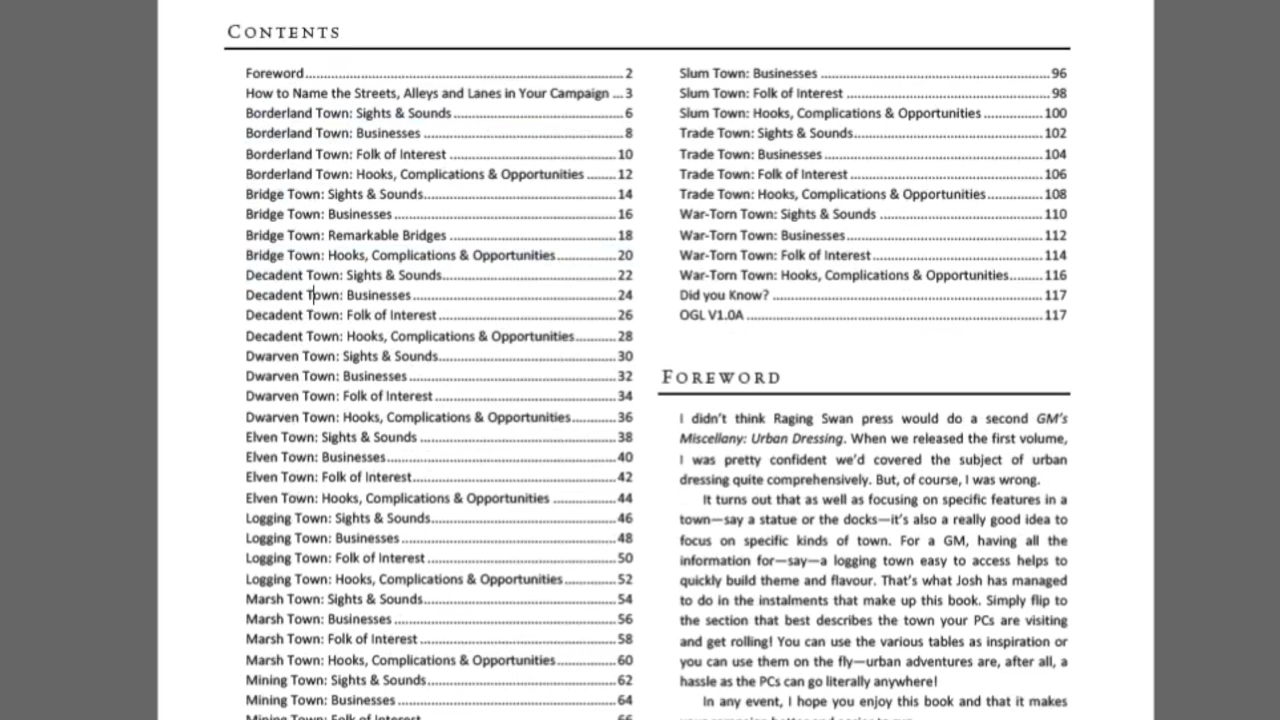 CONTENTS
Foreword 2
How to Name the Streets, Alleys and Lanes in Your Campaign ... 3
Borderland Town: Sights & Sounds 6
Borderland Town: Businesses 8
Borderland Town: Folk of Interest 10
Borderland Town: Hooks, Complications & Opportunities 12
Bridge Town: Sights & Sounds 14
Bridge Town: Businesses 16
Bridge Town: Remarkable Bridges 18
Bridge Town: Hooks, Complications & Opportunities 20
Decadent Town: Sights & Sounds 22
Decadent Town: Businesses 24
Decadent Town: Folk of Interest 26
Decadent Town: Hooks, Complications & Opportunities 28
Dwarven Town: Sights & Sounds 30
Dwarven Town: Businesses 32
Dwarven Town: Folk of Interest 34
Dwarven Town: Hooks, Complications & Opportunities 36
Elven Town: Sights & Sounds 38
Elven Town: Businesses 40
Elven Town: Folk of Interest 42
Elven Town: Hooks, Complications & Opportunities 44
Logging Town: Sights & Sounds 46
Logging Town: Businesses 48
Logging Town: Folk of Interest 50
Logging Town: Hooks, Complications & Opportunities 52
Marsh Town: Sights & Sounds 54
Marsh Town: Businesses 56
Marsh Town: Folk of Interest 58
Marsh Town: Hooks, Complications & Opportunities 60
Mining Town: Sights & Sounds 62
Mining Town: Businesses 64
Mining Town: Folk of Interest 66
Slum Town: Businesses 96
Slum Town: Folk of Interest 98
Slum Town: Hooks, Complications & Opportunities 100
Trade Town: Sights & Sounds 102
Trade Town: Businesses 104
Trade Town: Folk of Interest 106
Trade Town: Hooks, Complications & Opportunities 108
War-Torn Town: Sights & Sounds 110
War-Torn Town: Businesses 112
War-Torn Town: Folk of Interest 114
War-Torn Town: Hooks, Complications & Opportunities 116
Did you Know? 117
OGL V1.0A 117
FOREWORD
I didn't think Raging Swan press would do a second GM's
Miscellany: Urban Dressing. When we released the first volume,
I was pretty confident we'd covered the subject of urban
dressing quite comprehensively. But, of course, I was wrong.
It turns out that as well as focusing on specific features in a
town—say a statue or the docks—it's also a really good idea to
focus on specific kinds of town. For a GM, having all the
information for—say—a logging town easy to access helps to
quickly build theme and flavour. That's what Josh has managed
to do in the instalments that make up this book. Simply flip to
the section that best describes the town your PCs are visiting
and get rolling! You can use the various tables as inspiration or
you can use them on the fly—urban adventures are, after all, a
hassle as the PCs can go literally anywhere!
In any event, I hope you enjoy this book and that it makes